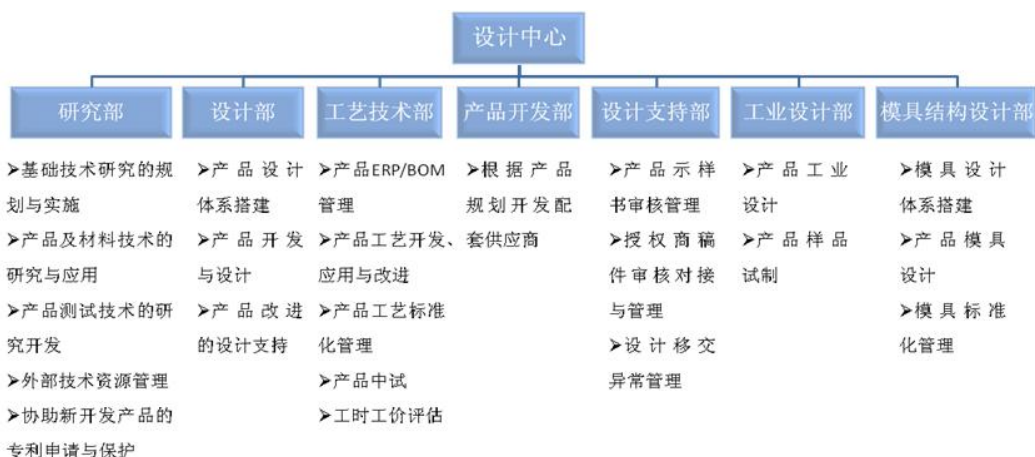 设计中心
研究部
设计部
工艺技术部
产品开发部
设计支持部
工业设计部
模具结构设计部
➤基础技术研究的规
划与实施
➤产品及材料技术的
研究与应用
➤产品测试技术的研
究开发
➤外部技术资源管理
➤协助新开发产品的
专利申请与保护
➤产品设计
体系搭建
➤产品开发
与设计
➤产品改进
的设计支持
➤产品ERP/BOM
管理
➤产品工艺开发、
应用与改进
➤产品工艺标准
化管理
➤产品中试
➤工时工价评估
➤根据产品
规划开发配
套供应商
➤产品示样
书审核管理
➤授权商稿
件审核对接
与管理
➤设计移交
异常管理
➤产品工业
设计
➤产品样品
试制
➤模具设计
体系搭建
➤产品模具
设计
➤模具标准
化管理